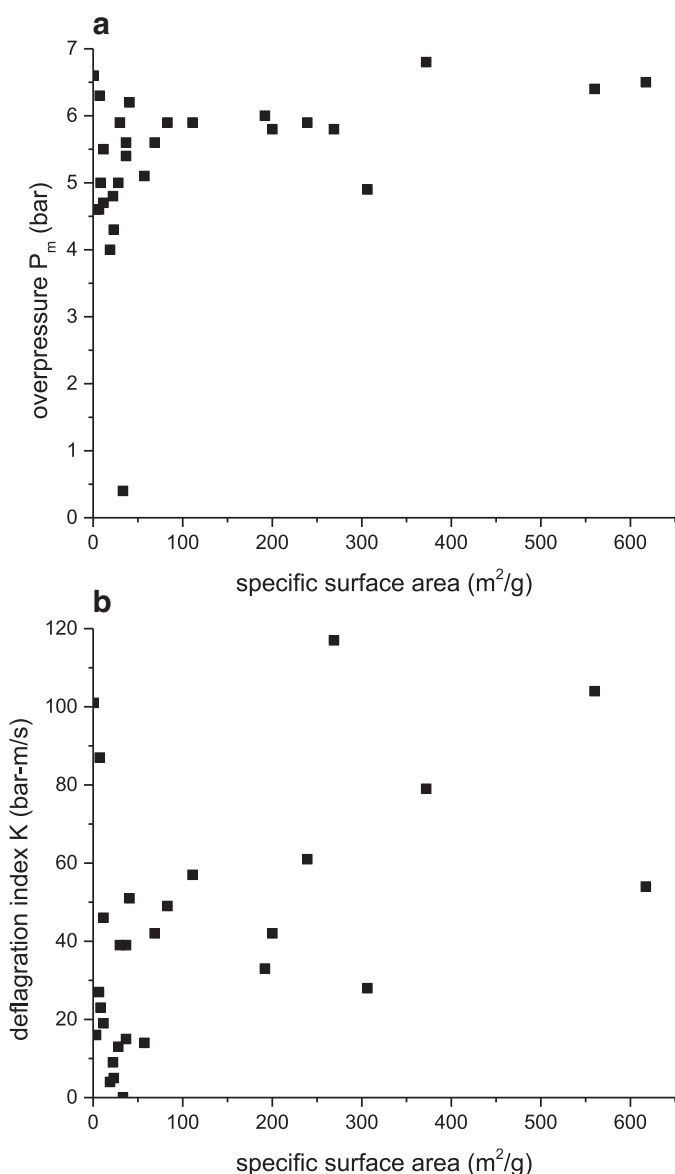 a
7
6
5
4
3
2
1
0
overpressure Pm (bar)
0 100 200 300 400 500 600
specific surface area (m²/g)
b
120
100
80
60
40
20
0
deflagration index K (bar-m/s)
0 100 200 300 400 500 600
specific surface area (m²/g)